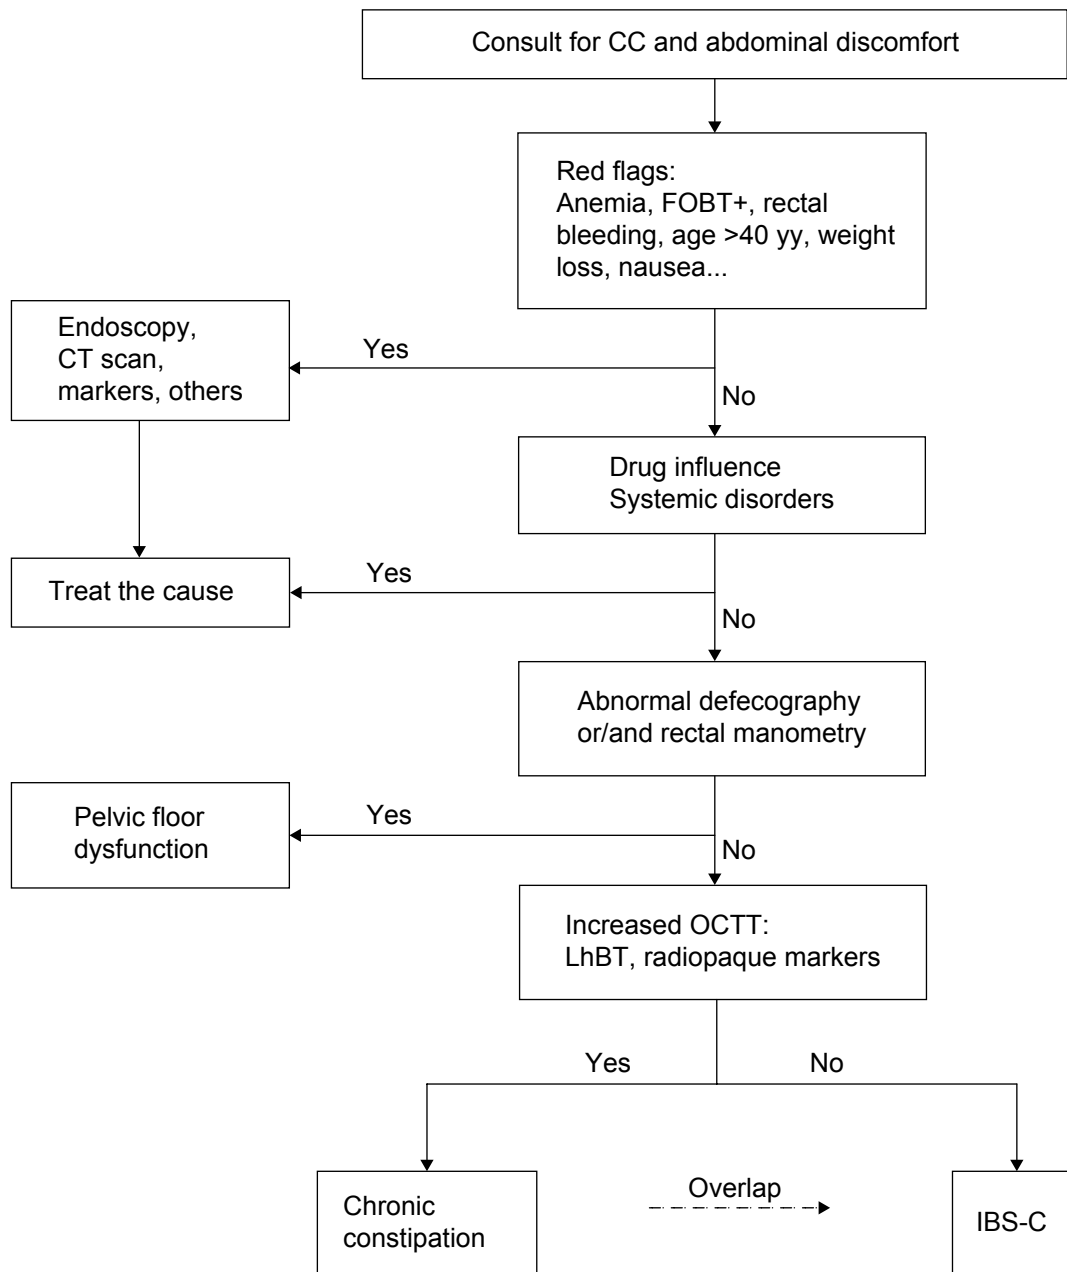 Consult for CC and abdominal discomfort
Red flags:
Anemia, FOBT+, rectal
bleeding, age >40 yy, weight
loss, nausea...
Endoscopy,
CT scan,
markers, others
Yes
No
Drug influence
Systemic disorders
Treat the cause
Yes
No
Abnormal defecography
or/and rectal manometry
Pelvic floor
dysfunction
Yes
No
Increased OCTT:
LhBT, radiopaque markers
Yes
No
Chronic
constipation
Overlap
IBS-C